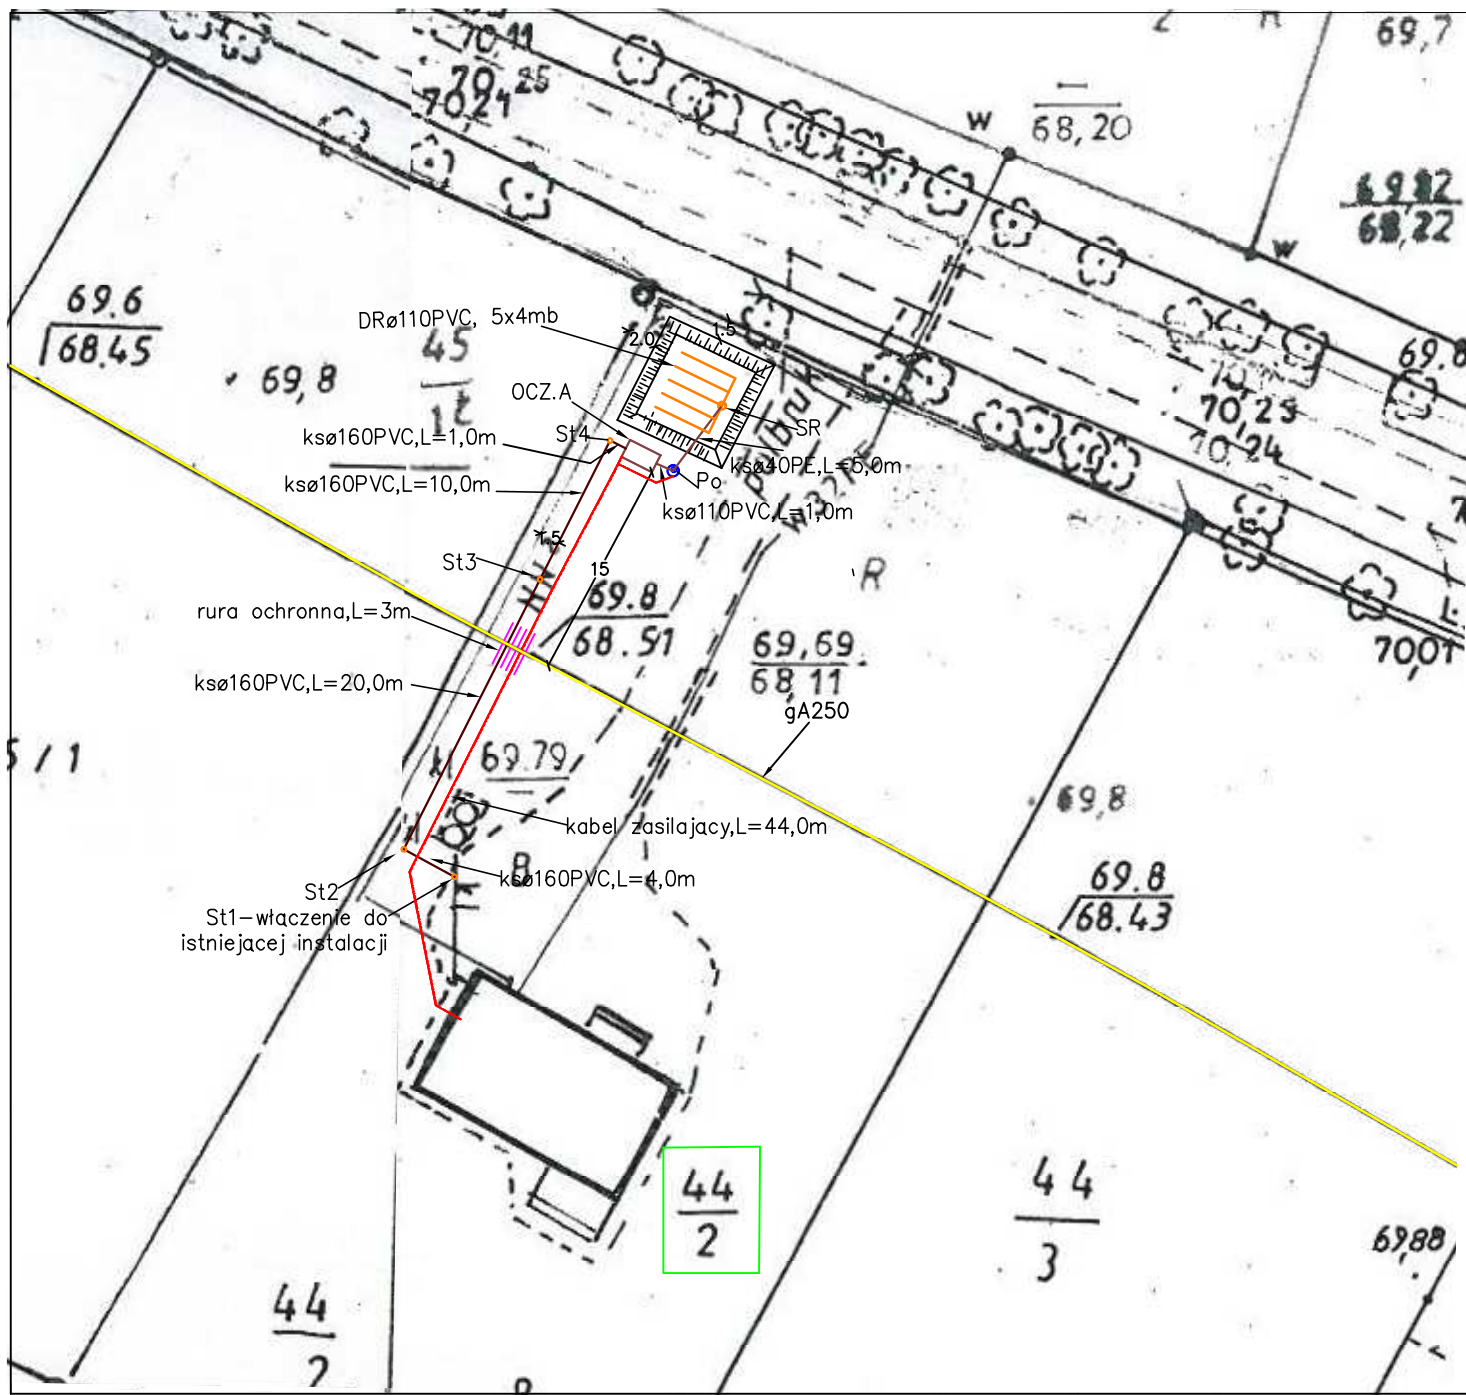 70,11
70,25
70,24
Z
R
69,7
w
68,20
69 82
68,22
w
69.6
68.45
69,8
45
DRø110PVC, 5x4mb
2.0
1.5
OCZ.A
ksø160PVC,L=1,0m
St4
SR
ksø40PE,L=5,0m
Po
ksø160PVC,L=10,0m
ksø110PVC,L=1,0m
69.8
70,23
70,24
1.5
St3
15
R
rura ochronna,L=3m
69.8
68.51
69,69
68,11
70,01
ksø160PVC,L=20,0m
gA250
5/1
69.79
69,8
kabel zasilający,L=44,0m
B
ksø160PVC,L=4,0m
St2
St1-włączenie do
istniejącej instalacji
69.8
68.43
44
2
44
3
69,88
44
2